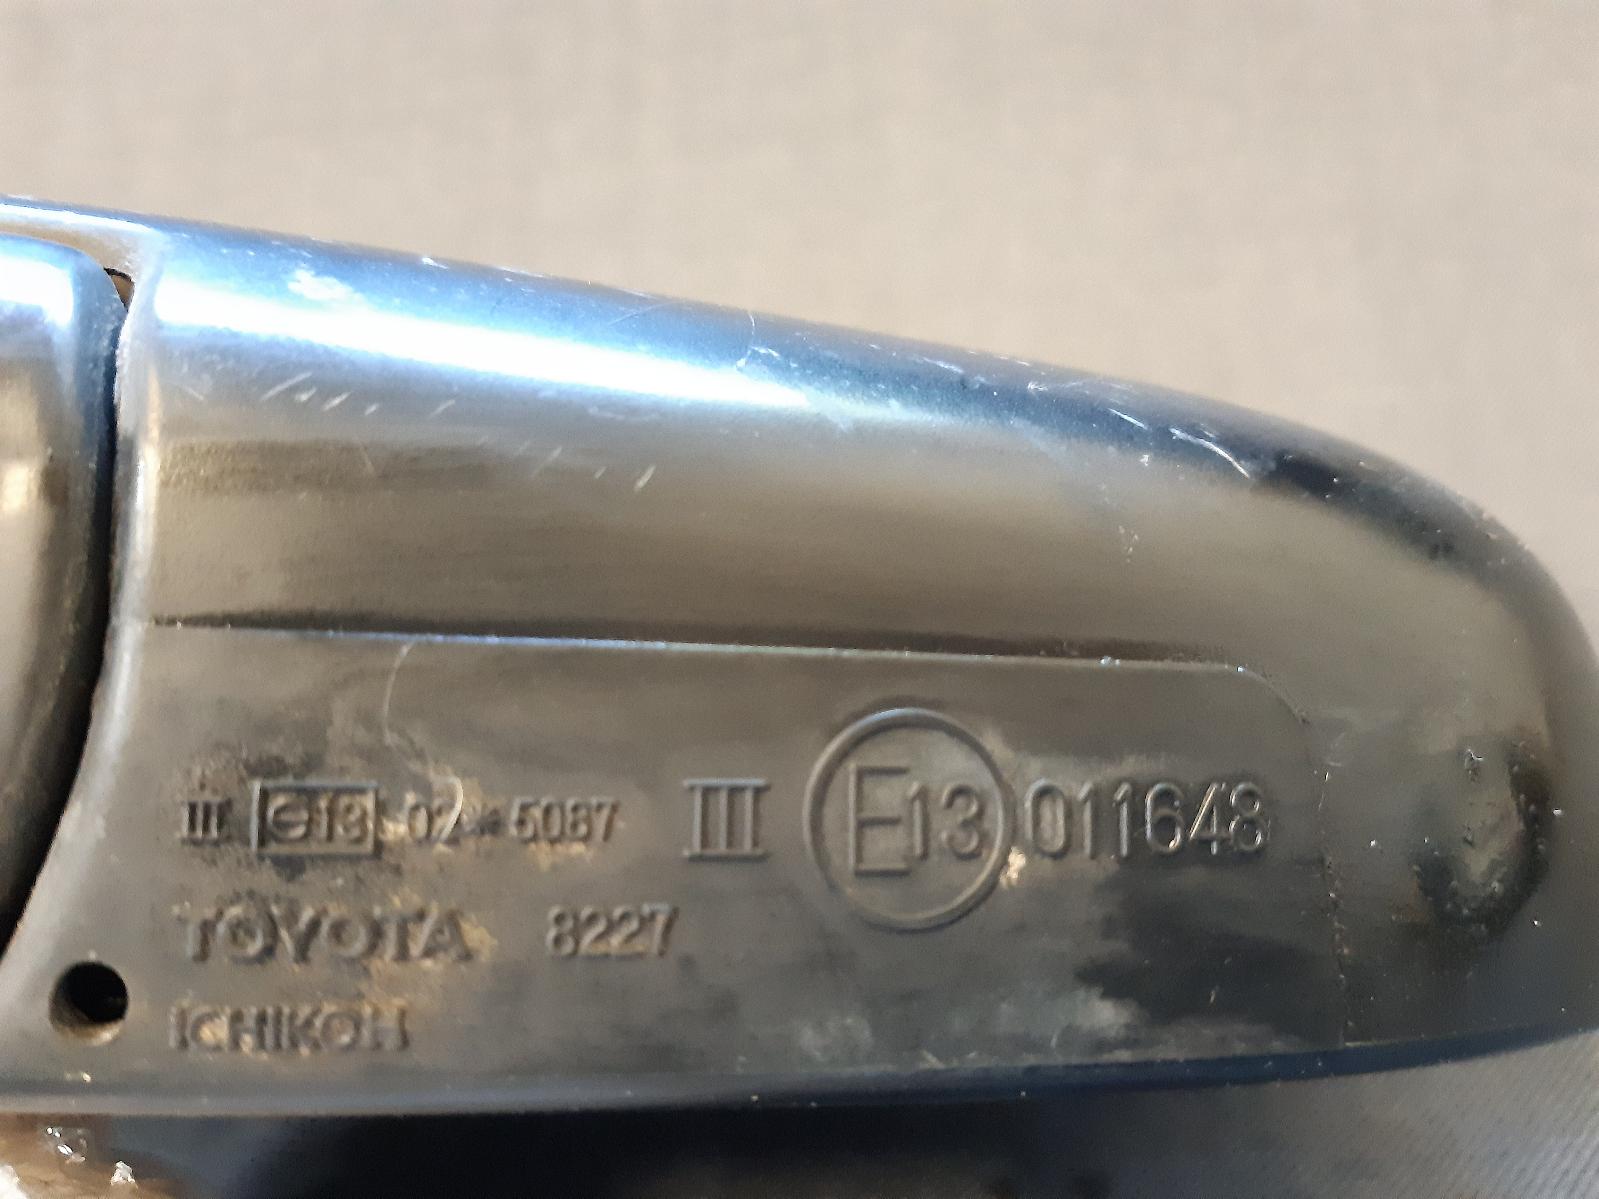 III e13 02*5087 III E13 011648
TOYOTA 8227
ICHIKOH